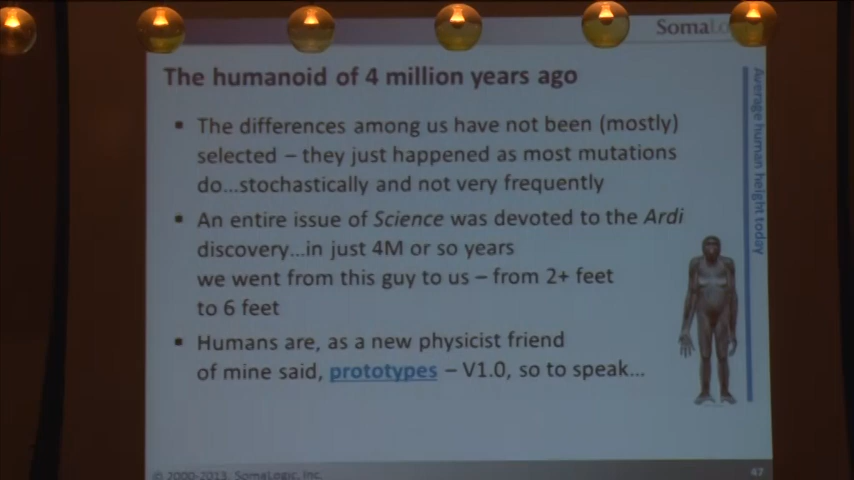 SomaLo
The humanoid of 4 million years ago
▪ The differences among us have not been (mostly)
selected – they just happened as most mutations
do...stochastically and not very frequently
▪ An entire issue of Science was devoted to the Ardi
discovery...in just 4M or so years
we went from this guy to us – from 2+ feet
to 6 feet
▪ Humans are, as a new physicist friend
of mine said, prototypes – V1.0, so to speak...
Average human height today
© 2000-2013, SomaLogic, Inc.
47